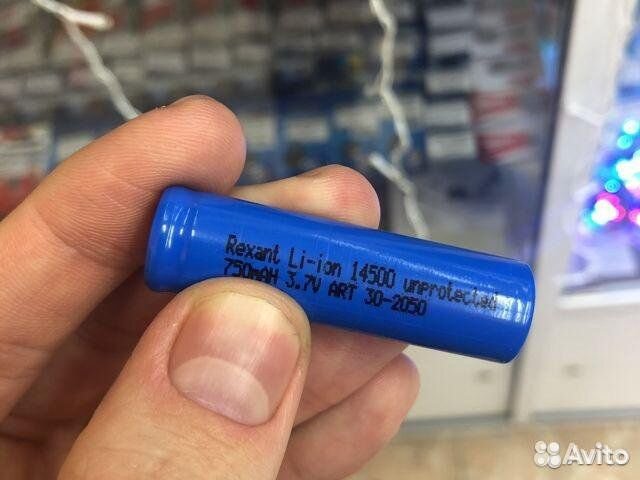 Rexant Li-ion 14500 unprotected
750mAH 3.7V ART 30-2050
Avito